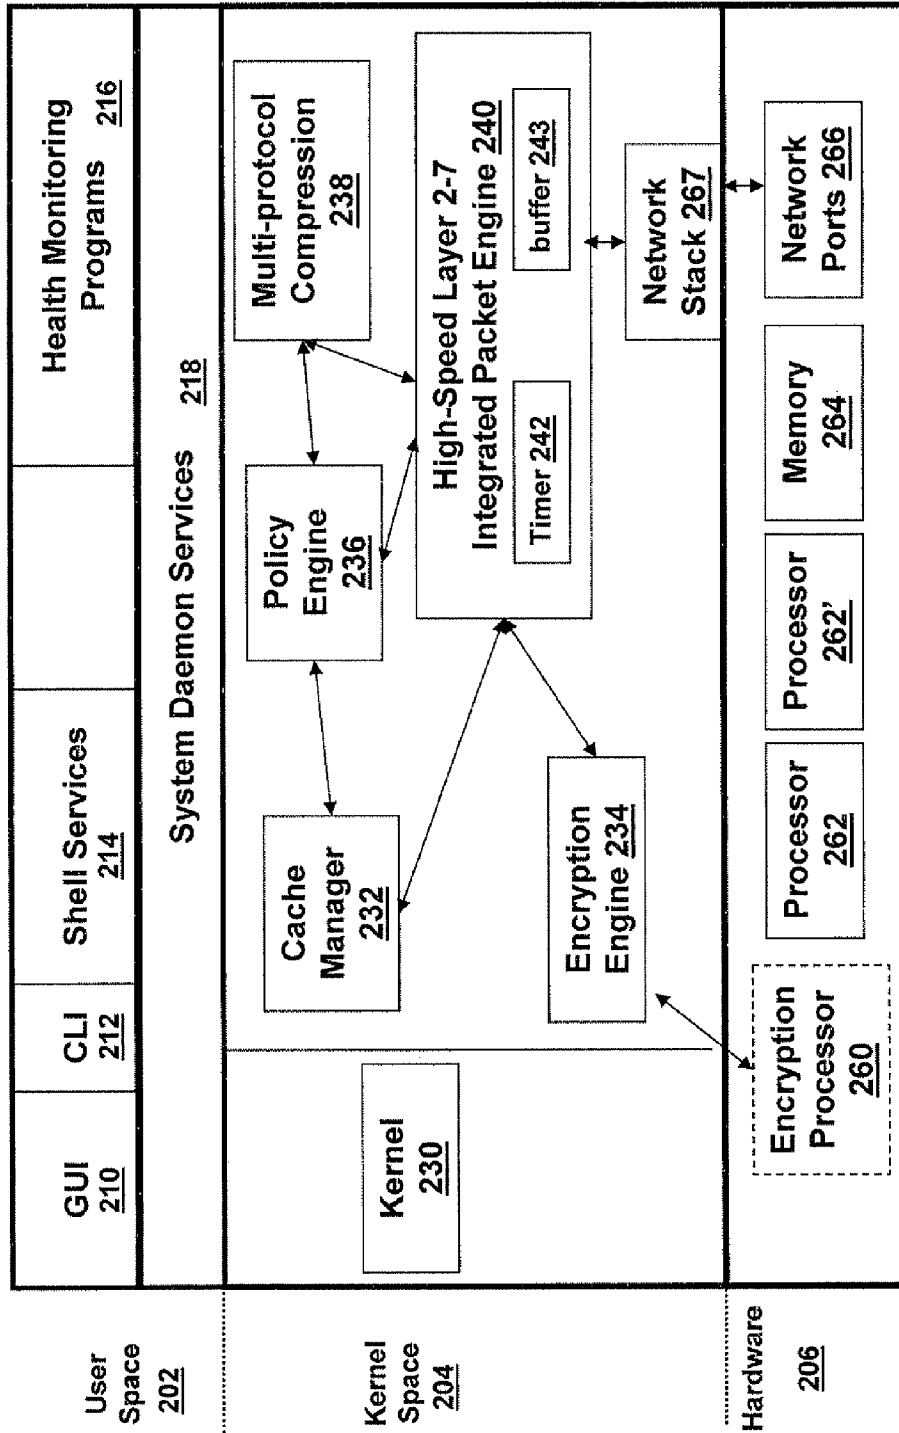 User
Space
202
GUI
210
CLI
212
Shell Services
214
Health Monitoring
Programs 216
System Daemon Services 218
Kernel
Space
204
Kernel
230
Cache
Manager
232
Policy
Engine
236
Multi-protocol
Compression
238
High-Speed Layer 2-7
Integrated Packet Engine 240
Timer 242
buffer 243
Encryption
Engine 234
Network
Stack 267
Hardware
206
Encryption
Processor
260
Processor
262
Processor
262'
Memory
264
Network
Ports 266